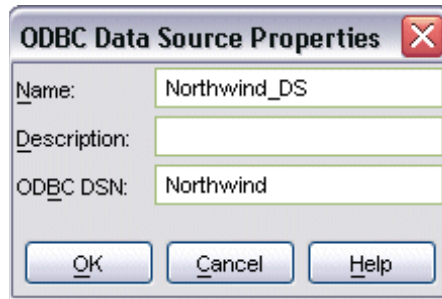 ODBC Data Source Properties
Name: Northwind_DS
Description:
ODBC DSN: Northwind
OK Cancel Help